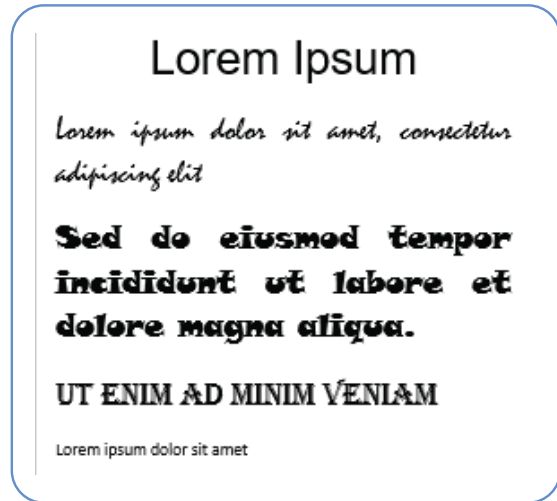 Lorem Ipsum
Lorem ipsum dolor sit amet, consectetur
adipiscing elit
Sed do eiusmod tempor
incididunt ut labore et
dolore magna aliqua.
UT ENIM AD MINIM VENIAM
Lorem ipsum dolor sit amet